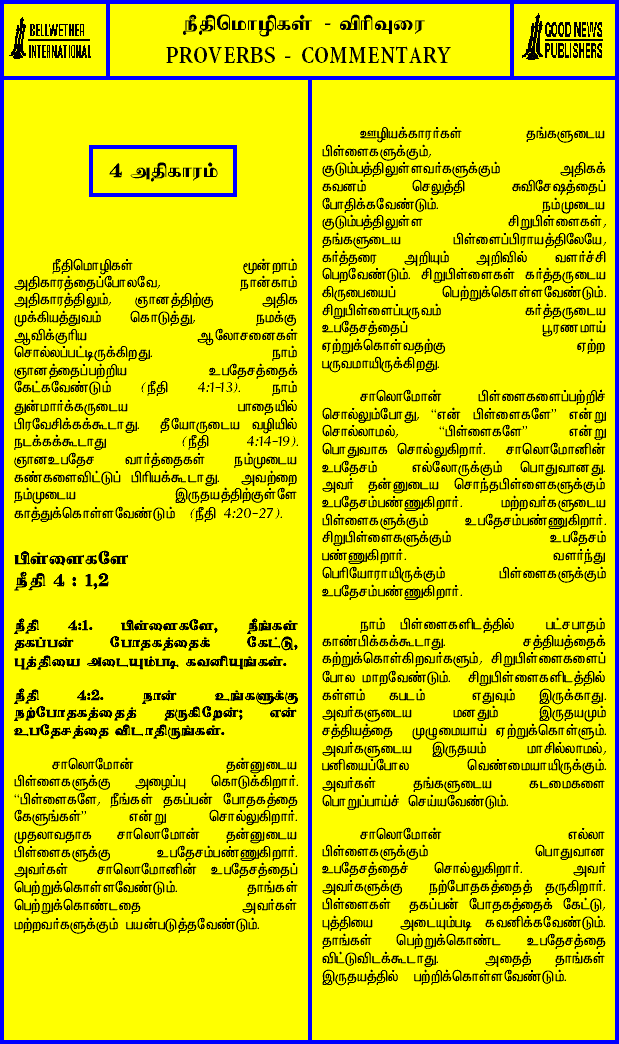 BELLWETHER
INTERNATIONAL
நீதிமொழிகள் - விரிவுரை
PROVERBS - COMMENTARY
GOOD NEWS
PUBLISHERS
4 அதிகாரம்
நீதிமொழிகள் மூன்றாம்
அதிகாரத்தைப்போலவே, நான்காம்
அதிகாரத்திலும், ஞானத்திற்கு அதிக
முக்கியத்துவம் கொடுத்து, நமக்கு
ஆவிக்குரிய ஆலோசனைகள்
சொல்லப்பட்டிருக்கிறது. நாம்
ஞானத்தைப்பற்றிய உபதேசத்தைக்
கேட்கவேண்டும் (நீதி 4:1-13). நாம்
துன்மார்க்கருடைய பாதையில்
பிரவேசிக்கக்கூடாது. தீயோருடைய வழியில்
நடக்கக்கூடாது (நீதி 4:14-19).
ஞானஉபதேச வார்த்தைகள் நம்முடைய
கண்களைவிட்டுப் பிரியக்கூடாது. அவற்றை
நம்முடைய இருதயத்திற்குள்ளே
காத்துக்கொள்ளவேண்டும் (நீதி 4:20-27).
பிள்ளைகளே
நீதி 4 : 1,2
நீதி 4:1. பிள்ளைகளே, நீங்கள்
தகப்பன் போதகத்தைக் கேட்டு,
புத்தியை அடையும்படி கவனியுங்கள்.
நீதி 4:2. நான் உங்களுக்கு
நற்போதகத்தைத் தருகிறேன்; என்
உபதேசத்தை விடாதிருங்கள்.
சாலொமோன் தன்னுடைய
பிள்ளைகளுக்கு அழைப்பு கொடுக்கிறார்.
“பிள்ளைகளே, நீங்கள் தகப்பன் போதகத்தை
கேளுங்கள்” என்று சொல்லுகிறார்.
முதலாவதாக சாலொமோன் தன்னுடைய
பிள்ளைகளுக்கு உபதேசம்பண்ணுகிறார்.
அவர்கள் சாலொமோனின் உபதேசத்தைப்
பெற்றுக்கொள்ளவேண்டும். தாங்கள்
பெற்றுக்கொண்டதை அவர்கள்
மற்றவர்களுக்கும் பயன்படுத்தவேண்டும்.
ஊழியக்காரர்கள் தங்களுடைய
பிள்ளைகளுக்கும்,
குடும்பத்திலுள்ளவர்களுக்கும் அதிகக்
கவனம் செலுத்தி சுவிசேஷத்தைப்
போதிக்கவேண்டும். நம்முடைய
குடும்பத்திலுள்ள சிறுபிள்ளைகள்,
தங்களுடைய பிள்ளைப்பிராயத்திலேயே,
கர்த்தரை அறியும் அறிவில் வளர்ச்சி
பெறவேண்டும். சிறுபிள்ளைகள் கர்த்தருடைய
கிருபையைப் பெற்றுக்கொள்ளவேண்டும்.
சிறுபிள்ளைப்பருவம் கர்த்தருடைய
உபதேசத்தைப் பூரணமாய்
ஏற்றுக்கொள்வதற்கு ஏற்ற
பருவமாயிருக்கிறது.
சாலொமோன் பிள்ளைகளைப்பற்றிச்
சொல்லும்போது, “என் பிள்ளைகளே” என்று
சொல்லாமல், “பிள்ளைகளே” என்று
பொதுவாக சொல்லுகிறார். சாலொமோனின்
உபதேசம் எல்லோருக்கும் பொதுவானது.
அவர் தன்னுடைய சொந்தபிள்ளைகளுக்கும்
உபதேசம்பண்ணுகிறார். மற்றவர்களுடைய
பிள்ளைகளுக்கும் உபதேசம்பண்ணுகிறார்.
சிறுபிள்ளைகளுக்கும் உபதேசம்
பண்ணுகிறார். வளர்ந்து
பெரியோராயிருக்கும் பிள்ளைகளுக்கும்
உபதேசம்பண்ணுகிறார்.
நாம் பிள்ளைகளிடத்தில் பட்சபாதம்
காண்பிக்கக்கூடாது. சத்தியத்தைக்
கற்றுக்கொள்கிறவர்களும், சிறுபிள்ளைகளைப்
போல மாறவேண்டும். சிறுபிள்ளைகளிடத்தில்
கள்ளம் கபடம் எதுவும் இருக்காது.
அவர்களுடைய மனதும் இருதயமும்
சத்தியத்தை முழுமையாய் ஏற்றுக்கொள்ளும்.
அவர்களுடைய இருதயம் மாசில்லாமல்,
பனியைப்போல வெண்மையாயிருக்கும்.
அவர்கள் தங்களுடைய கடமைகளை
பொறுப்பாய்ச் செய்யவேண்டும்.
சாலொமோன் எல்லா
பிள்ளைகளுக்கும் பொதுவான
உபதேசத்தைச் சொல்லுகிறார். அவர்
அவர்களுக்கு நற்போதகத்தைத் தருகிறார்.
பிள்ளைகள் தகப்பன் போதகத்தைக் கேட்டு,
புத்தியை அடையும்படி கவனிக்கவேண்டும்.
தாங்கள் பெற்றுக்கொண்ட உபதேசத்தை
விட்டுவிடக்கூடாது. அதைத் தாங்கள்
இருதயத்தில் பற்றிக்கொள்ளவேண்டும்.